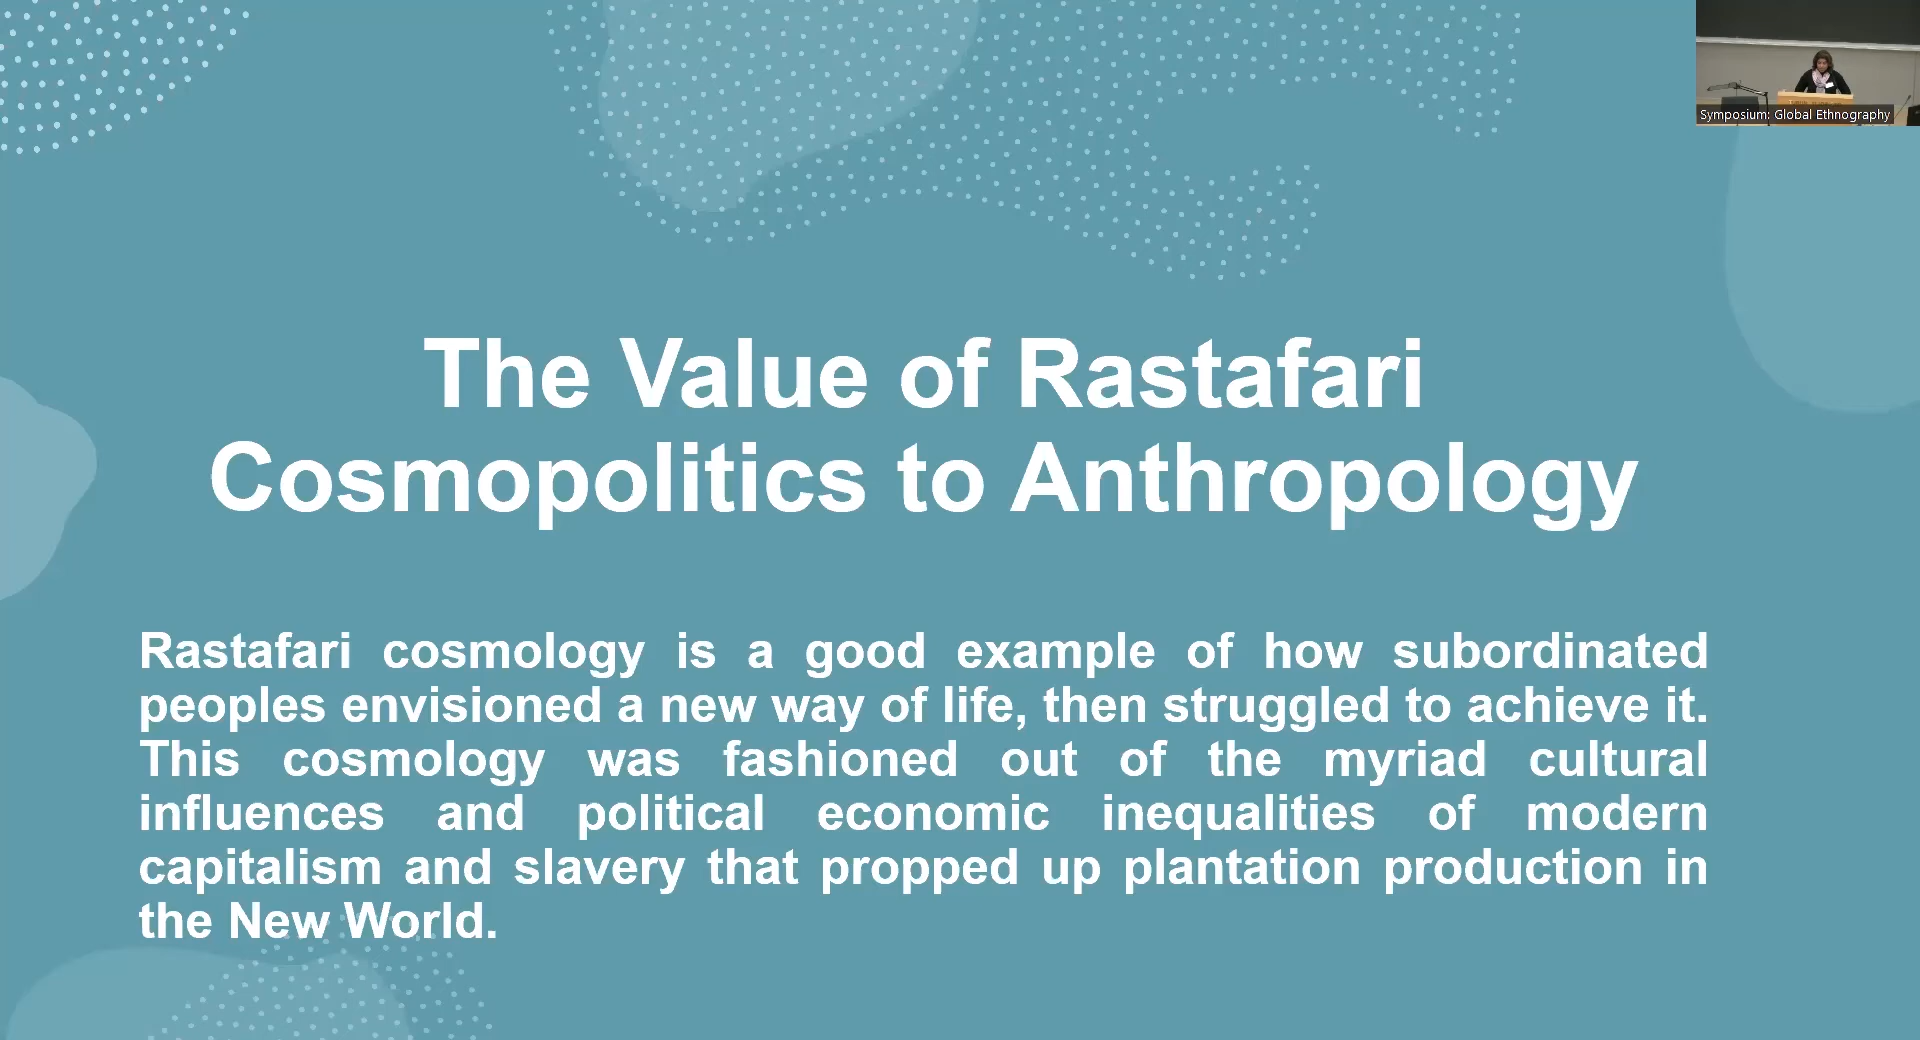 Symposium: Global Ethnography
The Value of Rastafari
Cosmopolitics to Anthropology
Rastafari cosmology is a good example of how subordinated
peoples envisioned a new way of life, then struggled to achieve it.
This cosmology was fashioned out of the myriad cultural
influences and political economic inequalities of modern
capitalism and slavery that propped up plantation production in
the New World.